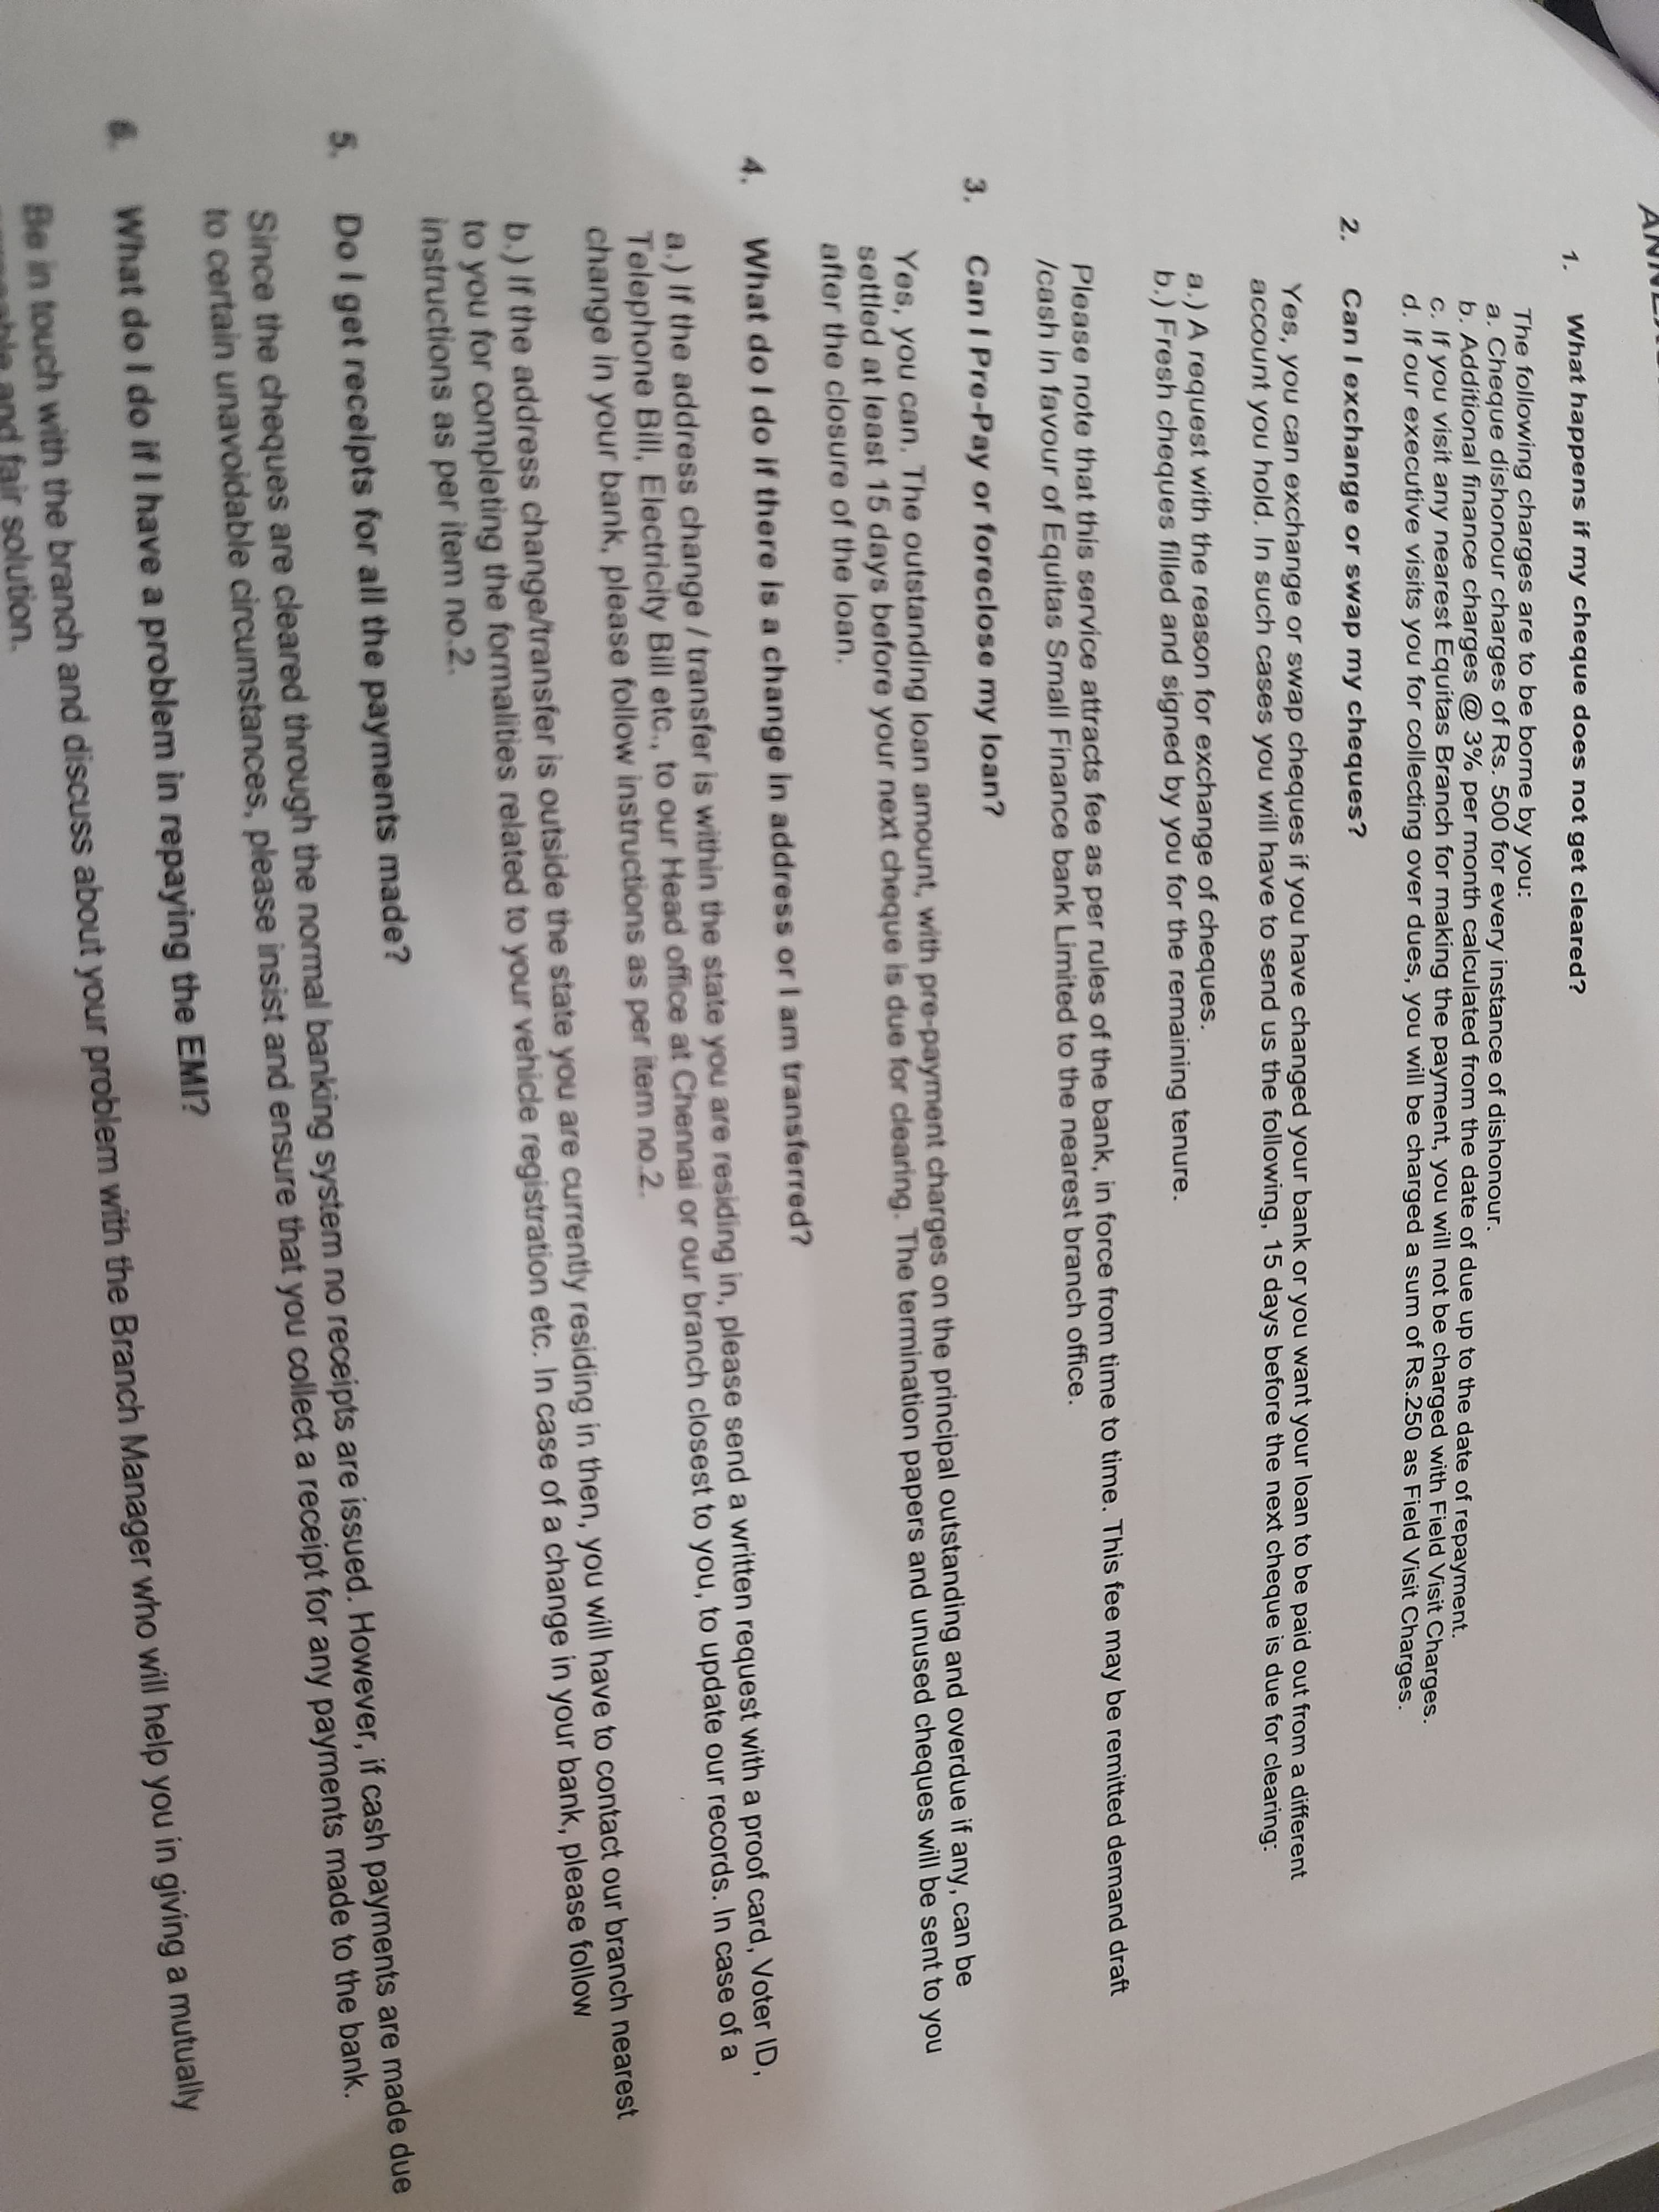 1. What happens if my cheque does not get cleared?
The following charges are to be borne by you:
a. Cheque dishonour charges of Rs. 500 for every instance of dishonour.
b. Additional finance charges @ 3% per month calculated from the date of due up to the date of repayment.
c. If you visit any nearest Equitas Branch for making the payment, you will not be charged with Field Visit Charges.
d. If our executive visits you for collecting over dues, you will be charged a sum of Rs.250 as Field Visit Charges.
2. Can I exchange or swap my cheques?
Yes, you can exchange or swap cheques if you have changed your bank or you want your loan to be paid out from a different
account you hold. In such cases you will have to send us the following, 15 days before the next cheque is due for clearing:
a.) A request with the reason for exchange of cheques.
b.) Fresh cheques filled and signed by you for the remaining tenure.
Please note that this service attracts fee as per rules of the bank, in force from time to time. This fee may be remitted demand draft
/cash in favour of Equitas Small Finance bank Limited to the nearest branch office.
3. Can I Pre-Pay or foreclose my loan?
Yes, you can. The outstanding loan amount, with pre-payment charges on the principal outstanding and overdue if any, can be
settled at least 15 days before your next cheque is due for clearing. The termination papers and unused cheques will be sent to you
after the closure of the loan.
4. What do I do if there is a change in address or I am transferred?
a.) If the address change / transfer is within the state you are residing in, please send a written request with a proof card, Voter ID,
Telephone Bill, Electricity Bill etc., to our Head office at Chennai or our branch closest to you, to update our records. In case of a
change in your bank, please follow instructions as per item no.2.
b.) If the address change/transfer is outside the state you are currently residing in then, you will have to contact our branch nearest
to you for completing the formalities related to your vehicle registration etc. In case of a change in your bank, please follow
instructions as per item no.2.
5. Do I get receipts for all the payments made?
Since the cheques are cleared through the normal banking system no receipts are issued. However, if cash payments are made due
to certain unavoidable circumstances, please insist and ensure that you collect a receipt for any payments made to the bank.
6. What do I do if I have a problem in repaying the EMI?
Be in touch with the branch and discuss about your problem with the Branch Manager who will help you in giving a mutually
and fair solution.